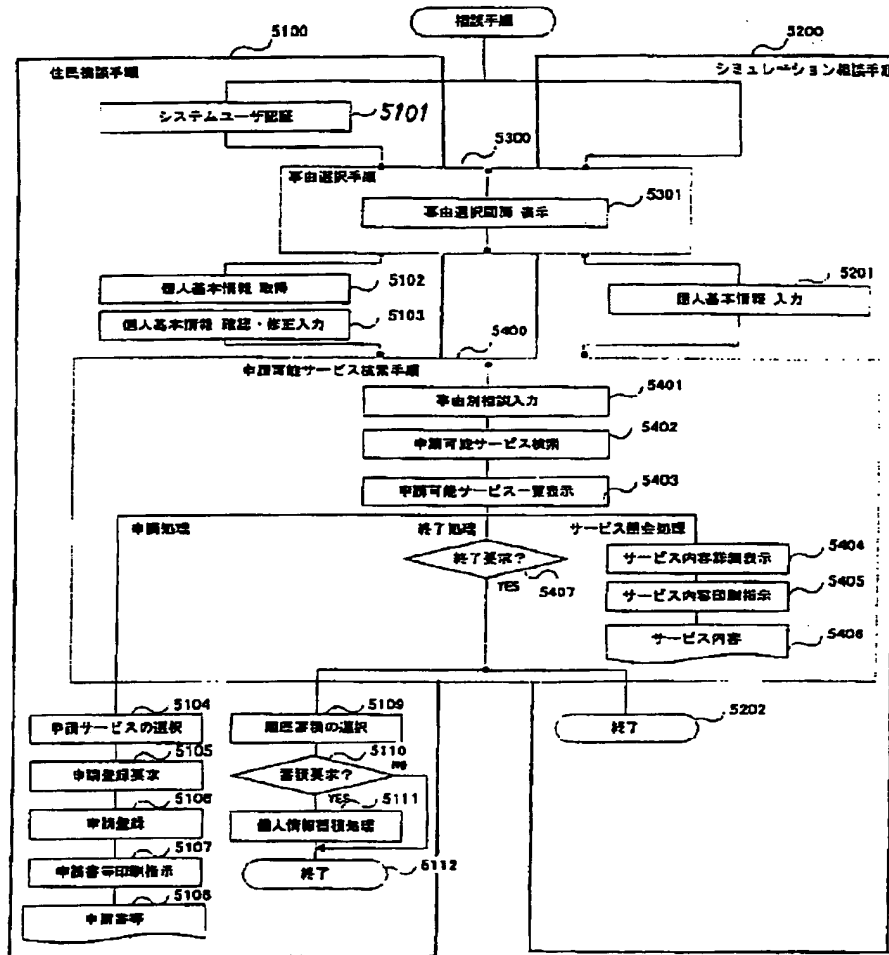 相談手順
5100
5200
住民相談手順
シミュレーション相談手順
システムユーザ認証
5101
5300
事由選択手順
事由選択画面 表示
5301
個人基本情報 取得
5102
5201
個人基本情報 入力
個人基本情報 確認・修正入力
5103
5400
申請可能サービス検索手順
事由別相談入力
5401
申請可能サービス検索
5402
申請可能サービス一覧表示
5403
申請処理
終了処理
サービス照会処理
終了要求?
YES
5407
サービス内容詳細表示
5404
サービス内容印刷指示
5405
サービス内容
5406
5104
申請サービスの選択
5109
履歴蓄積の選択
終了
5202
5105
申請登録要求
5110
蓄積要求?
NO
YES
5106
申請登録
5111
個人情報蓄積処理
5107
申請書等印刷指示
終了
5112
5108
申請書等